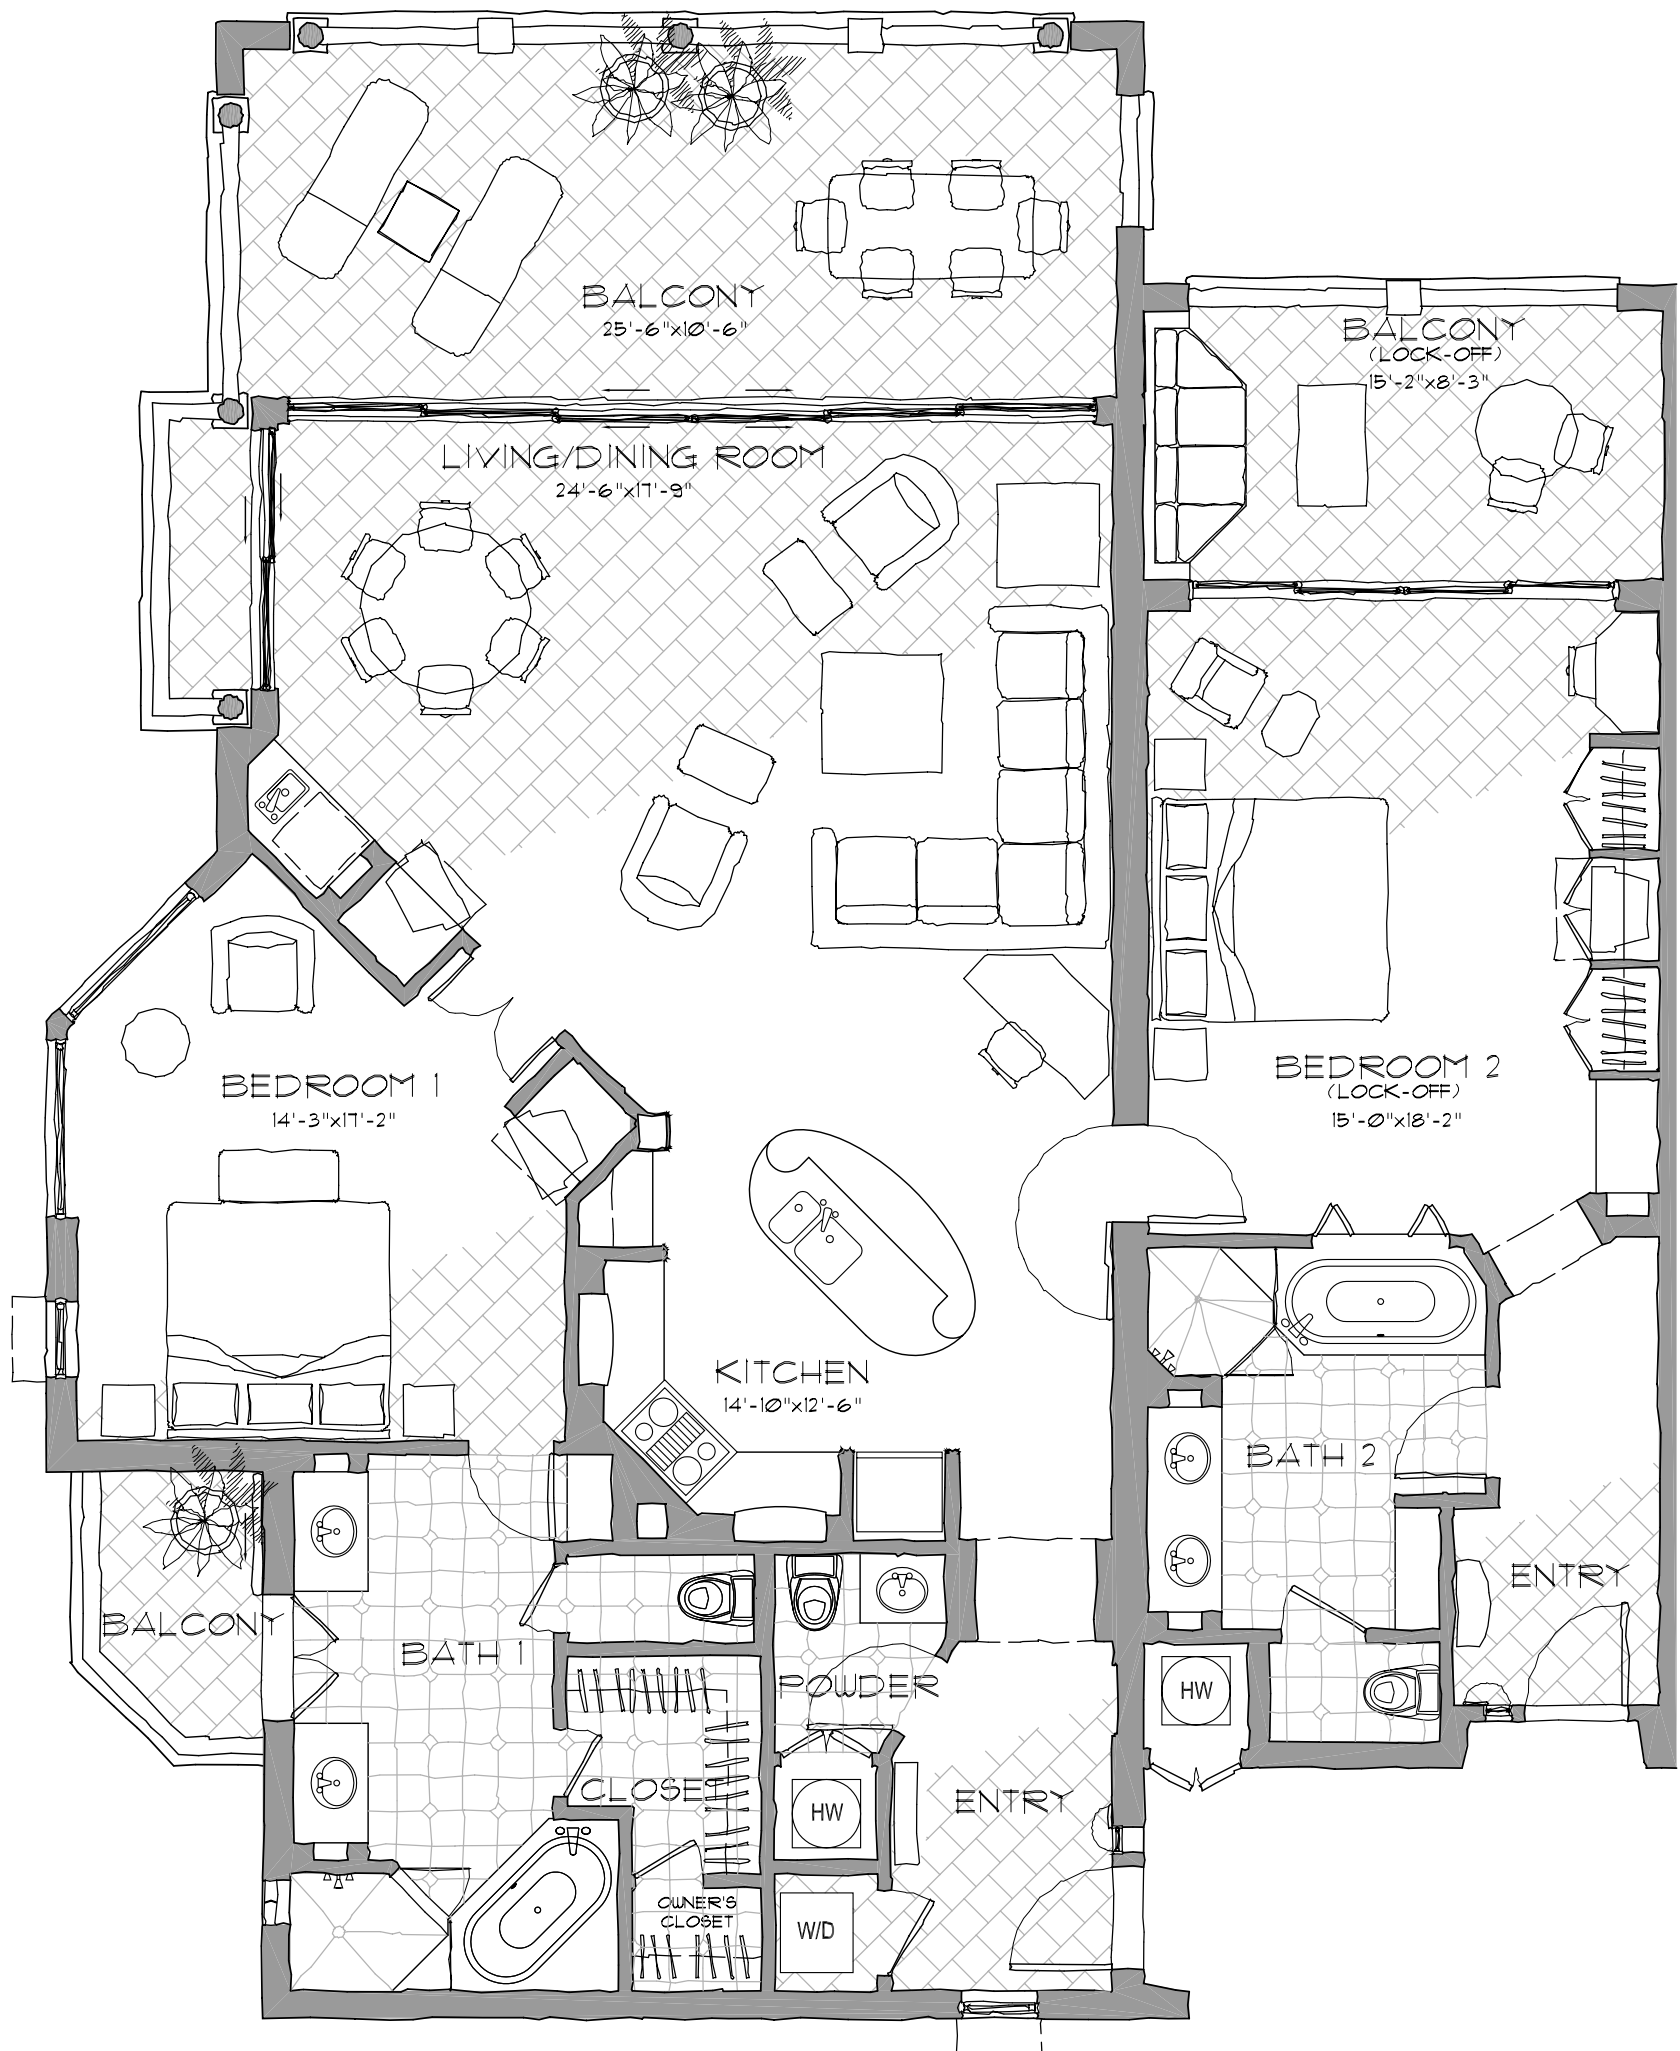 BALCONY
25'-6"x10'-6"
BALCONY
(LOCK-OFF)
15'-2"x8'-3"
LIVING/DINING ROOM
24'-6"x17'-9"
BEDROOM 1
14'-3"x17'-2"
BEDROOM 2
(LOCK-OFF)
15'-0"x18'-2"
KITCHEN
14'-10"x12'-6"
BATH 2
ENTRY
BALCONY
BATH 1
POWDER
HW
CLOSET
HW
ENTRY
OWNER'S
CLOSET
W/D